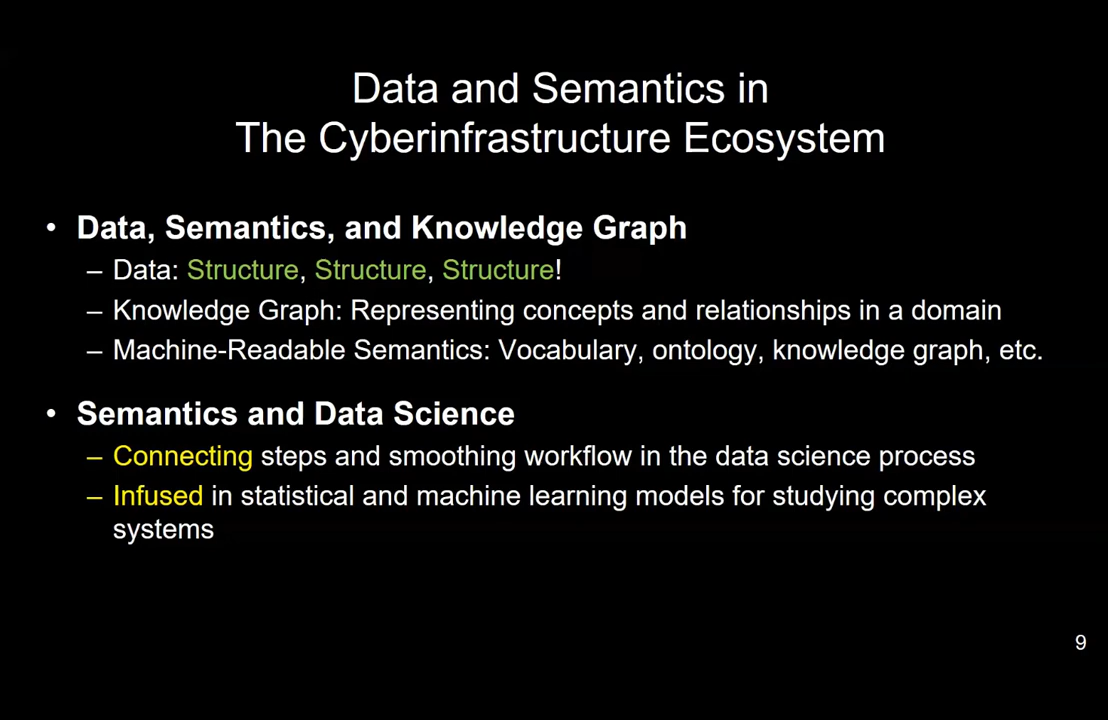 Data and Semantics in
The Cyberinfrastructure Ecosystem
• Data, Semantics, and Knowledge Graph
– Data: Structure, Structure, Structure!
– Knowledge Graph: Representing concepts and relationships in a domain
– Machine-Readable Semantics: Vocabulary, ontology, knowledge graph, etc.
• Semantics and Data Science
– Connecting steps and smoothing workflow in the data science process
– Infused in statistical and machine learning models for studying complex
systems
9